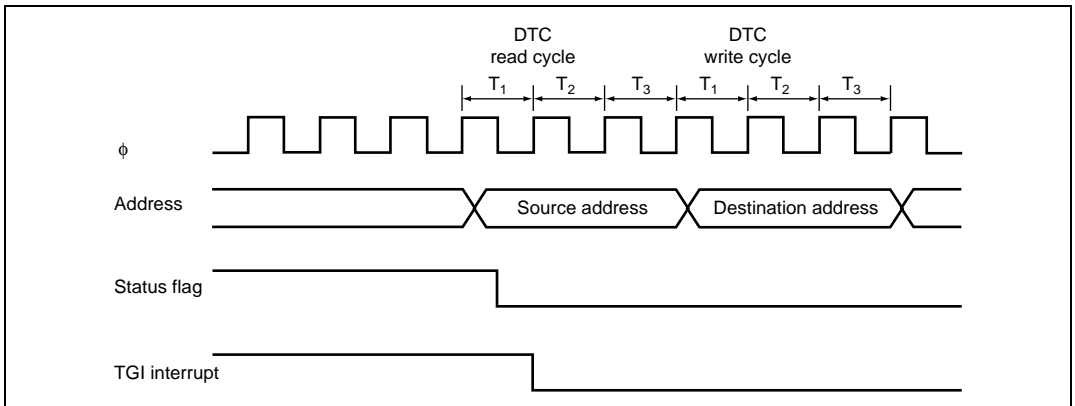 DTC DTC
read cycle write cycle
T₁ T₂ T₃ T₁ T₂ T₃
ϕ
Address Source address Destination address
Status flag
TGI interrupt